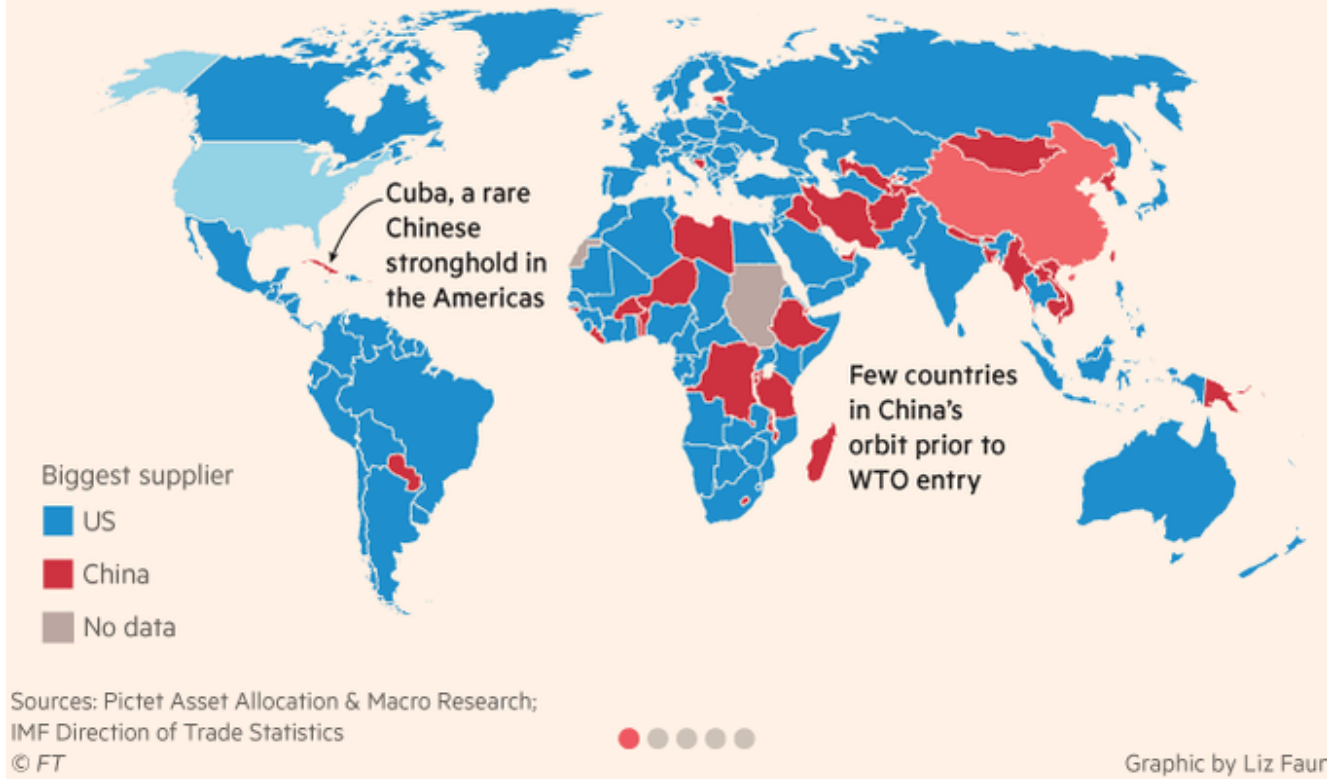 Cuba, a rare
Chinese
stronghold in
the Americas
Few countries
in China's
orbit prior to
WTO entry
Biggest supplier
US
China
No data
Sources: Pictet Asset Allocation & Macro Research;
IMF Direction of Trade Statistics
© FT
Graphic by Liz Faun